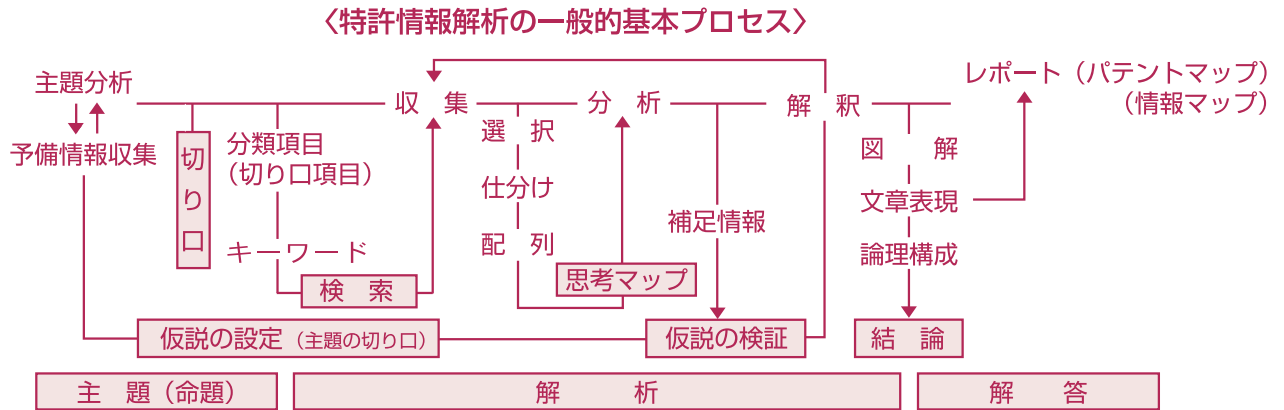 〈特許情報解析の一般的基本プロセス〉
主題分析
予備情報収集
切り口
分類項目
（切り口項目）
キーワード
検　索
収　集
選　択
仕分け
配　列
分　析
思考マップ
補足情報
解　釈
図　解
文章表現
論理構成
レポート（パテントマップ）
（情報マップ）
仮説の設定（主題の切り口）
仮説の検証
結　論
主　題（命題）
解　析
解　答